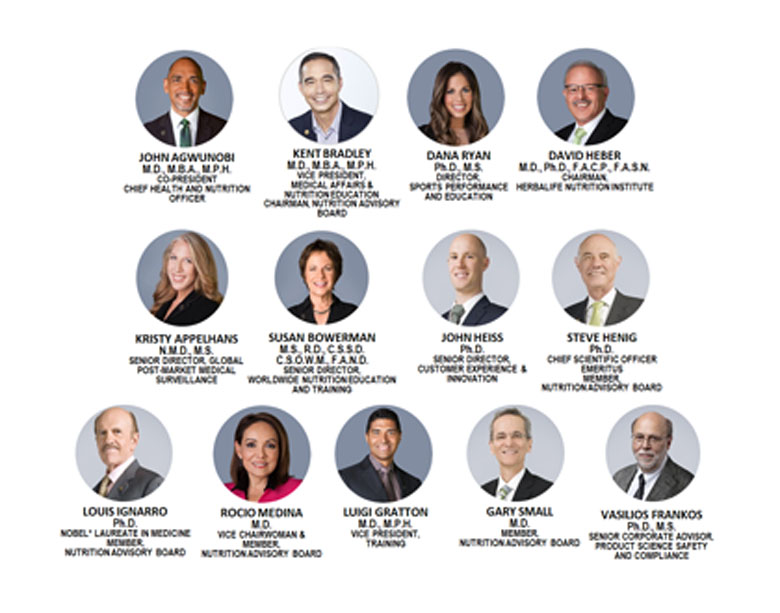 JOHN AGWUNOBI
M.D., M.B.A., M.P.H.
CO-PRESIDENT
CHIEF HEALTH AND NUTRITION
OFFICER
KENT BRADLEY
M.D., M.B.A., M.P.H.
VICE PRESIDENT,
MEDICAL AFFAIRS &
NUTRITION EDUCATION
CHAIRMAN, NUTRITION ADVISORY
BOARD
DANA RYAN
Ph.D., M.S.
DIRECTOR,
SPORTS PERFORMANCE
AND EDUCATION
DAVID HEBER
M.D., Ph.D., F.A.C.P., F.A.S.N.
CHAIRMAN,
HERBALIFE NUTRITION INSTITUTE
KRISTY APPELHANS
N.M.D., M.S.
SENIOR DIRECTOR, GLOBAL
POST-MARKET MEDICAL
SURVEILLANCE
SUSAN BOWERMAN
M.S., R.D., C.S.S.D.
C.S.O.W.M., F.A.N.D.
SENIOR DIRECTOR,
WORLDWIDE NUTRITION EDUCATION
AND TRAINING
JOHN HEISS
Ph.D.
SENIOR DIRECTOR,
CUSTOMER EXPERIENCE &
INNOVATION
STEVE HENIG
Ph.D.
CHIEF SCIENTIFIC OFFICER
EMERITUS
MEMBER,
NUTRITION ADVISORY BOARD
LOUIS IGNARRO
Ph.D.
NOBEL* LAUREATE IN MEDICINE
MEMBER,
NUTRITION ADVISORY BOARD
ROCIO MEDINA
M.D.
VICE CHAIRWOMAN &
MEMBER,
NUTRITION ADVISORY BOARD
LUIGI GRATTON
M.D., M.P.H.
VICE PRESIDENT,
TRAINING
GARY SMALL
M.D.
MEMBER,
NUTRITION ADVISORY BOARD
VASILIOS FRANKOS
Ph.D., M.S.
SENIOR CORPORATE ADVISOR,
PRODUCT SCIENCE SAFETY
AND COMPLIANCE